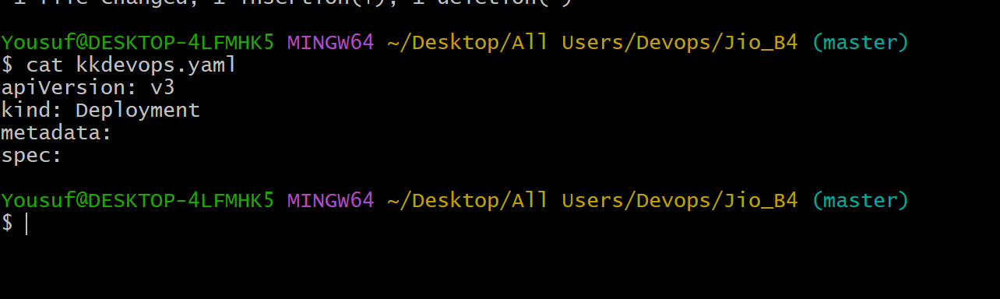 1 file changed, 1 insertion(+), 1 deletion(-)
Yousuf@DESKTOP-4LFMHK5 MINGW64 ~/Desktop/All Users/Devops/Jio_B4 (master)
$ cat kkdevops.yaml
apiVersion: v3
kind: Deployment
metadata:
spec:
Yousuf@DESKTOP-4LFMHK5 MINGW64 ~/Desktop/All Users/Devops/Jio_B4 (master)
$